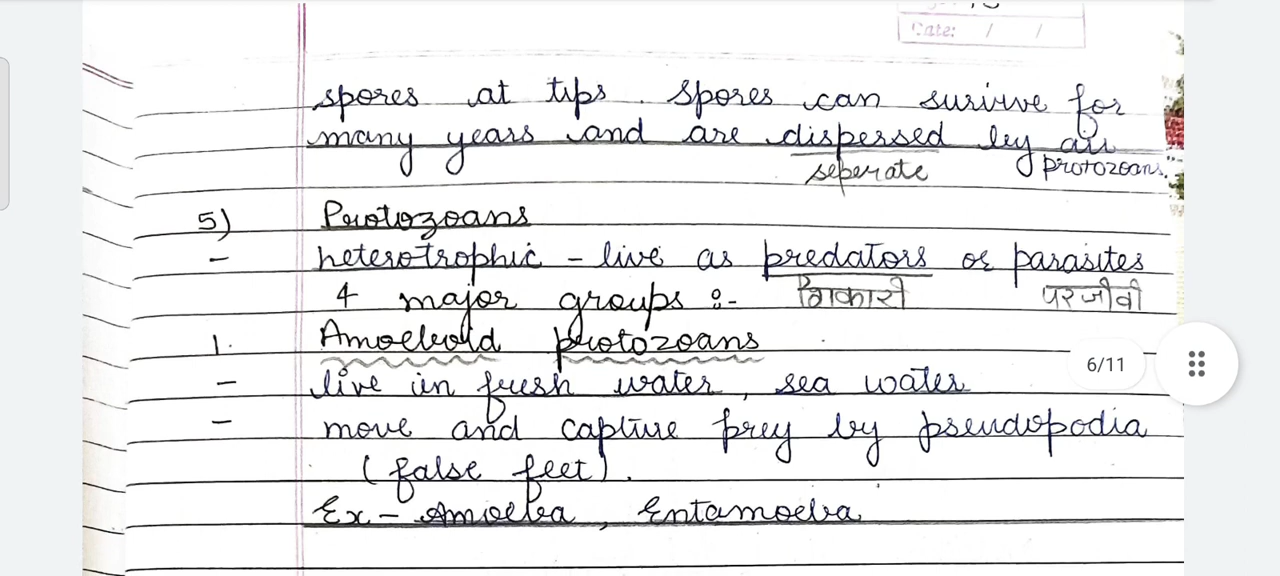 Date: / /
spores at tips. Spores can surivve for
many years and are dispersed by air
seperate protozoans."
5) Protozoans
- heterotrophic - live as predators or parasites
4 major groups :-
शिकारी परजीवी
1. Amoeboid protozoans
- live in fresh water, sea water
6/11
- move and capture prey by pseudopodia
(false feet).
Ex - Amoeba, Entamoeba